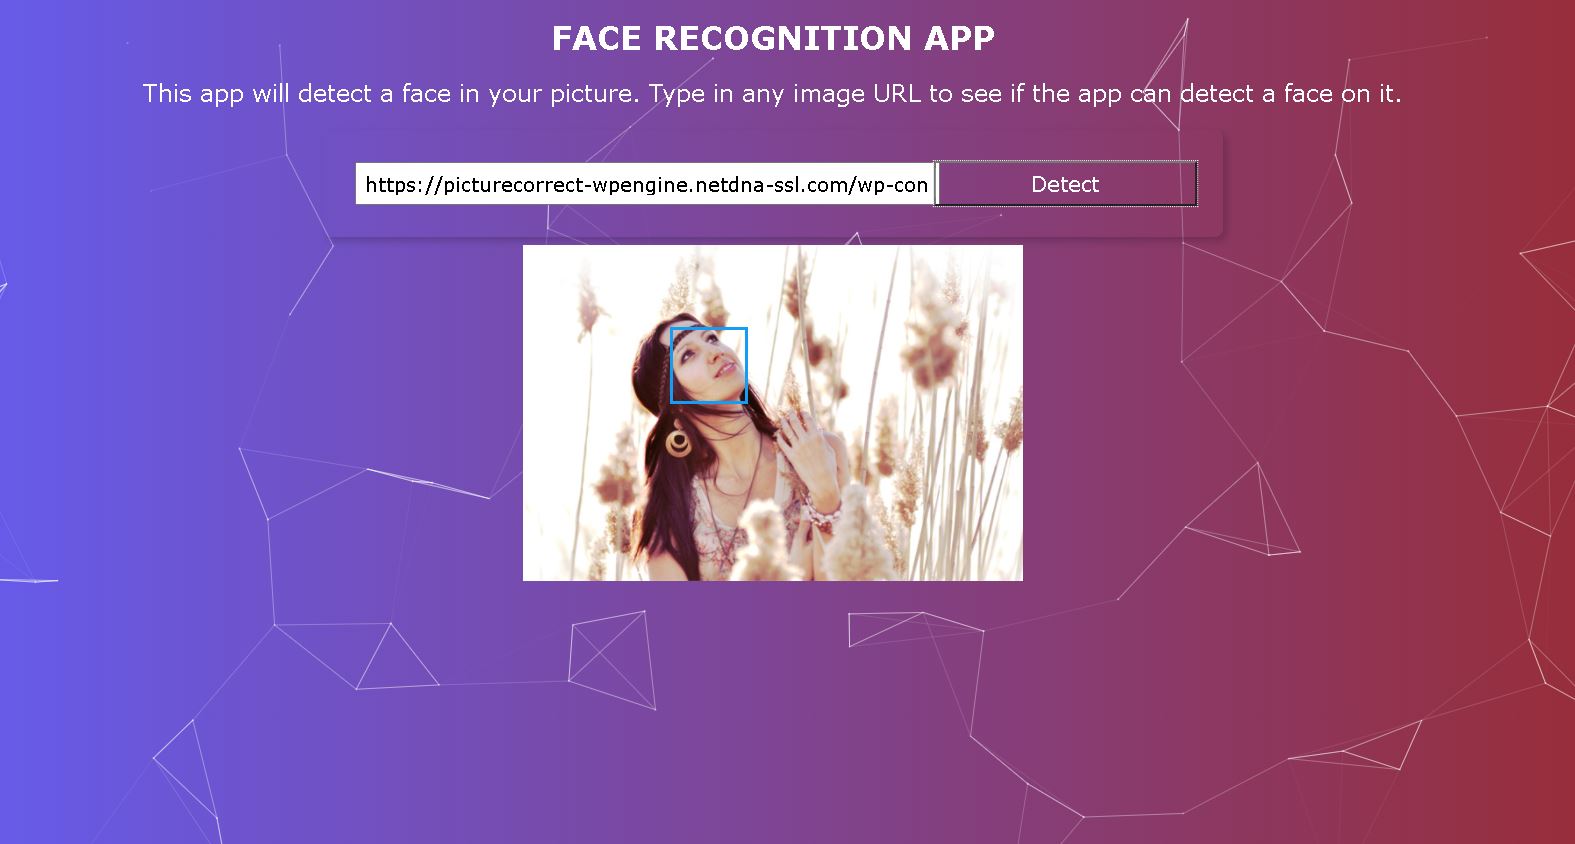 FACE RECOGNITION APP
This app will detect a face in your picture. Type in any image URL to see if the app can detect a face on it.
https://picturecorrect-wpengine.netdna-ssl.com/wp-con
Detect